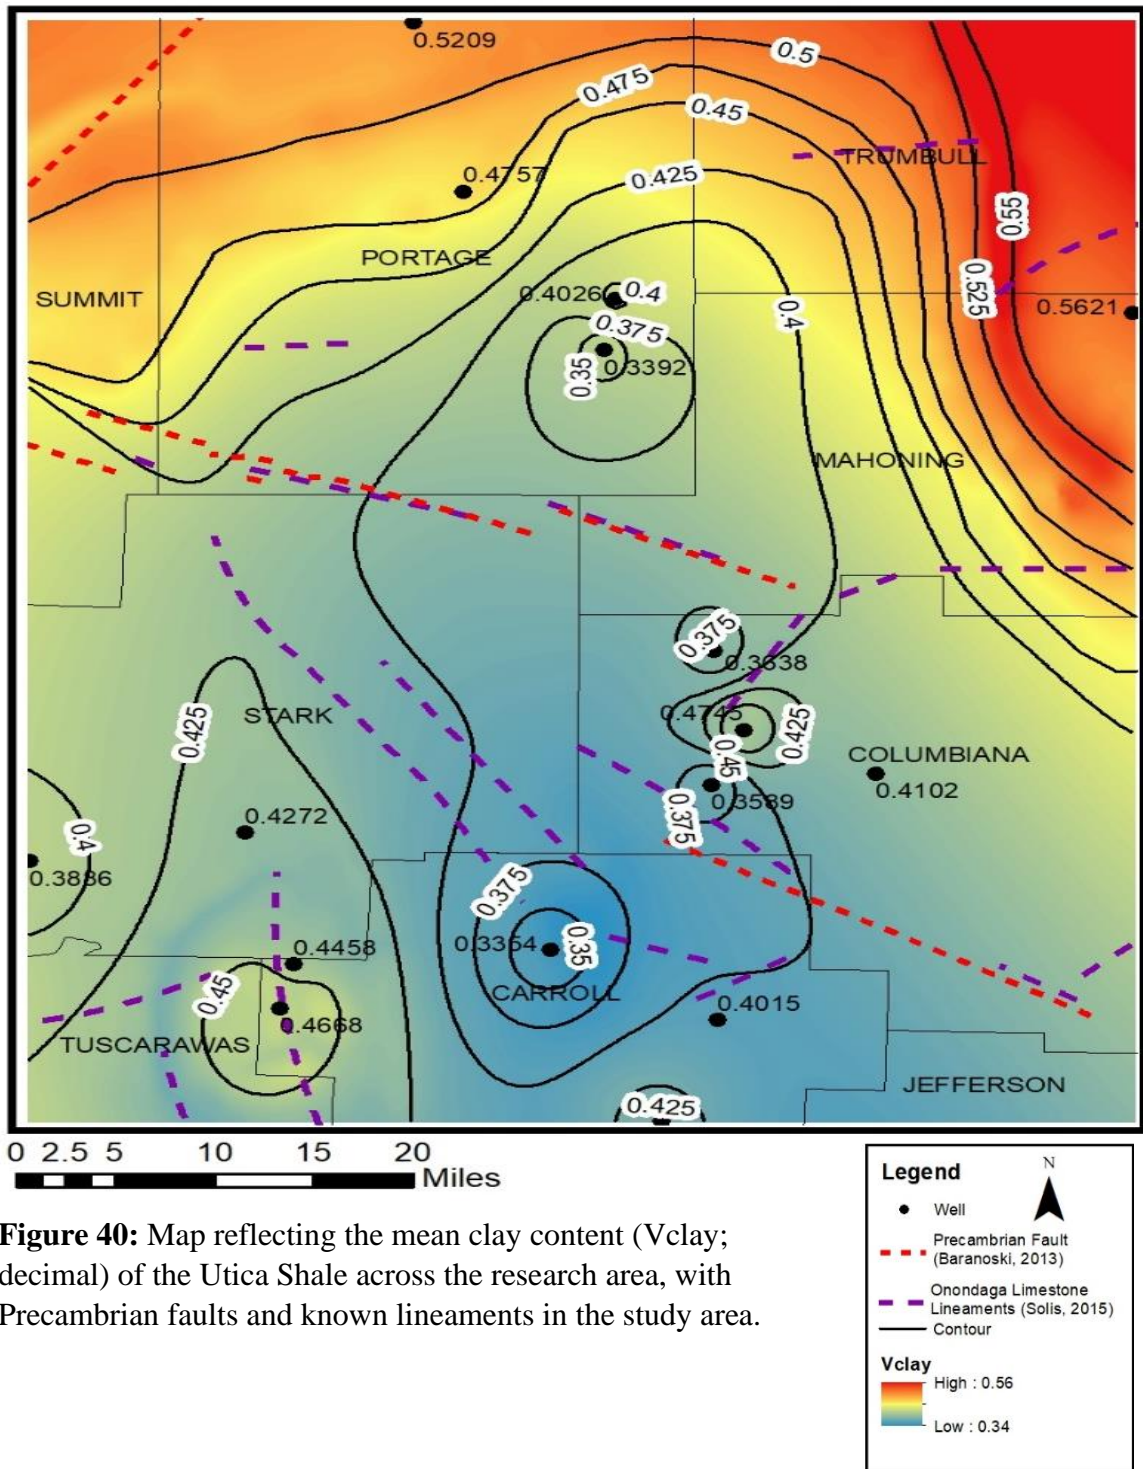 0.5209
0.5
0.475
0.45
TRUMBULL
0.4757
0.425
0.55
PORTAGE
0.525
SUMMIT
0.4026
0.4
0.5621
0.375
0.4
0.35
0.3392
MAHONING
0.375
0.3638
0.425
STARK
0.4745
0.425
0.45
COLUMBIANA
0.3589
0.4102
0.375
0.4272
0.4
0.3886
0.375
0.4458
0.3354
0.35
0.45
CARROLL
0.4015
0.4668
TUSCARAWAS
JEFFERSON
0.425
0 2.5 5 10 15 20
Miles
Figure 40: Map reflecting the mean clay content (Vclay;
decimal) of the Utica Shale across the research area, with
Precambrian faults and known lineaments in the study area.
Legend
N
Well
Precambrian Fault
(Baranoski, 2013)
Onondaga Limestone
Lineaments (Solis, 2015)
Contour
Vclay
High : 0.56
Low : 0.34